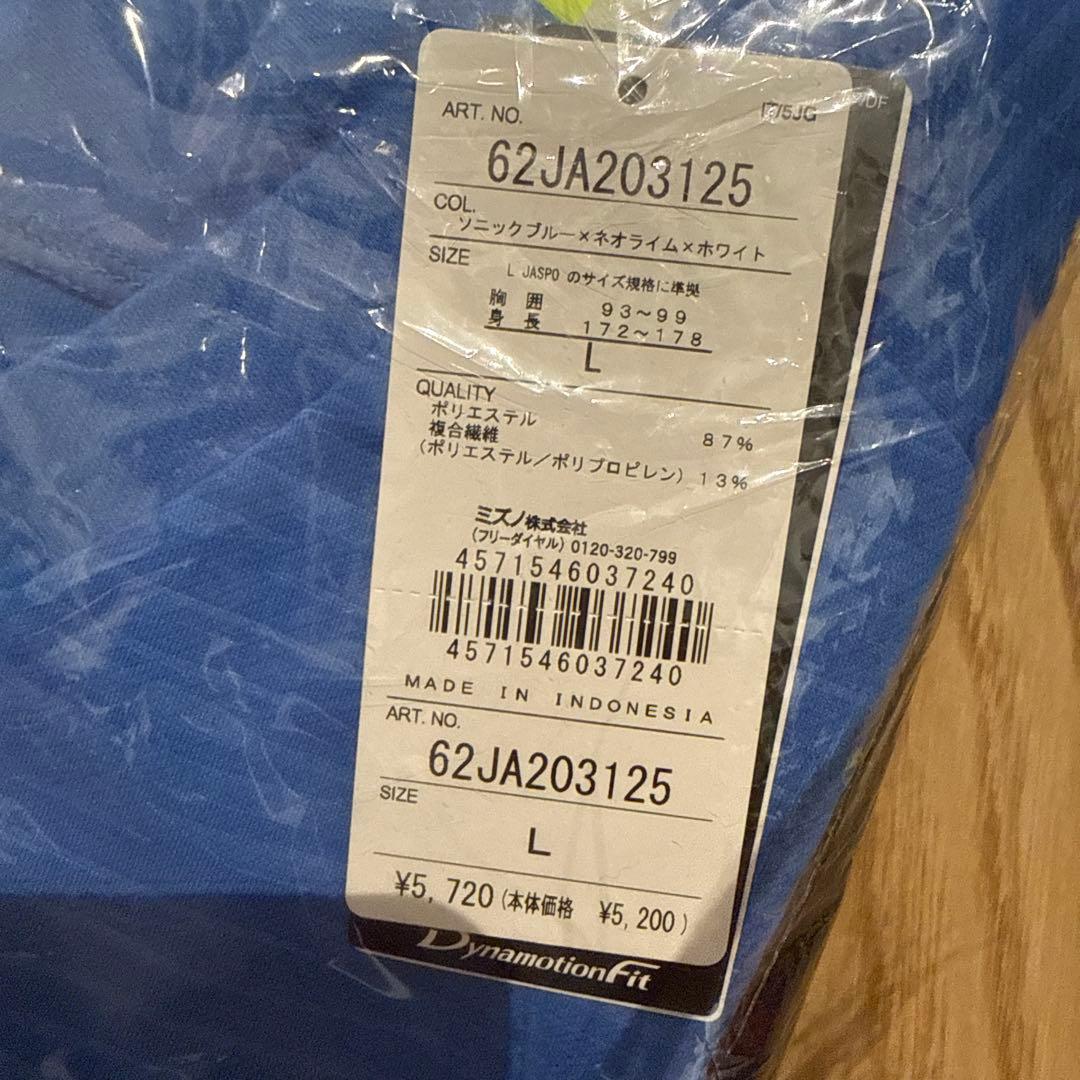 ART. NO.
/5JG
/DF
62JA203125
COL.
ソニックブルー×ネオライム×ホワイト
SIZE
L JASPO のサイズ規格に準拠
胸 囲 93～99
身 長 172～178
L
QUALITY
ポリエステル 87%
複合繊維
(ポリエステル／ポリプロピレン) 13%
ミズノ株式会社
(フリーダイヤル) 0120-320-799
4571546037240
4571546037240
MADE IN INDONESIA
ART. NO.
62JA203125
SIZE
L
¥5,720(本体価格 ¥5,200)
DynamotionFit